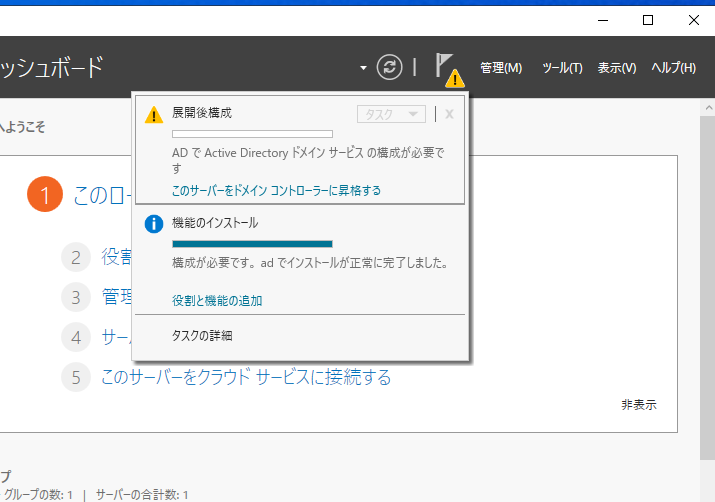 ッシュボード
管理(M) ツール(T) 表示(V) ヘルプ(H)
へようこそ
展開後構成
タスク
x
AD で Active Directory ドメイン サービス の構成が必要で
す
このサーバーをドメイン コントローラーに昇格する
1 このロー
機能のインストール
構成が必要です。ad でインストールが正常に完了しました。
役割と機能の追加
タスクの詳細
2 役割
3 管理
4 サー
5 このサーバーをクラウド サービスに接続する
非表示
プ
グループの数: 1 | サーバーの合計数: 1